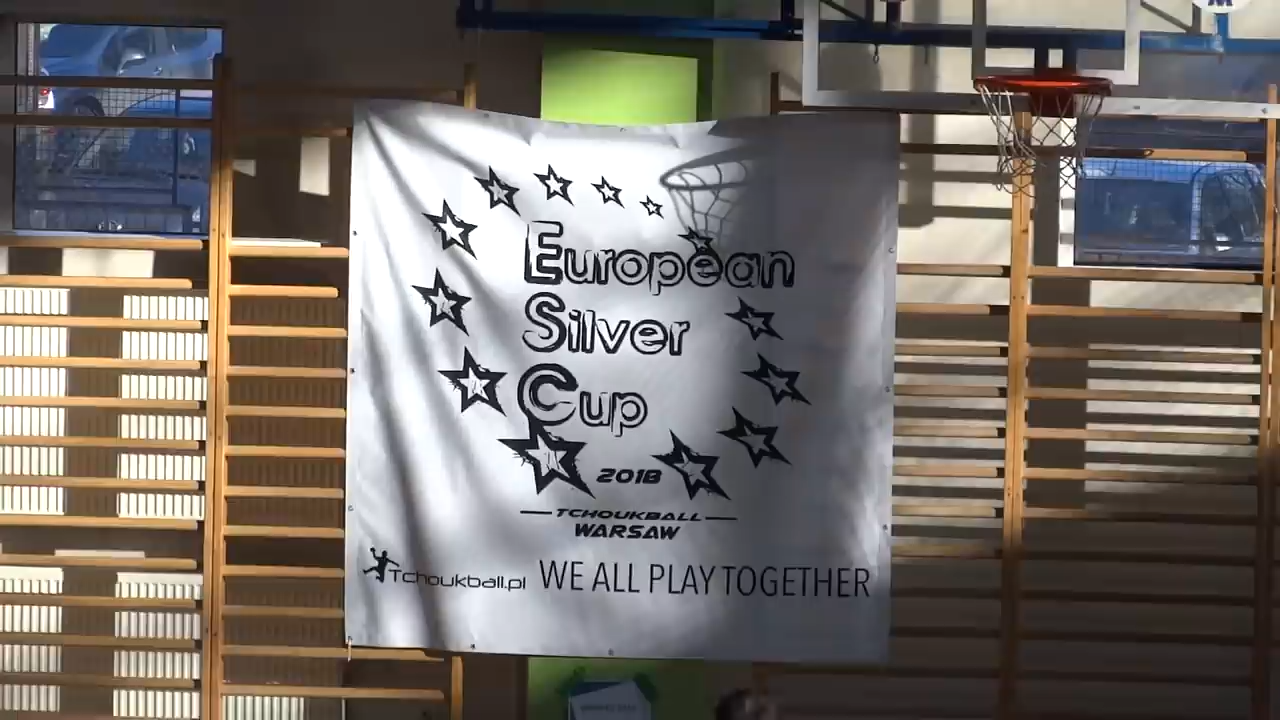 European
Silver
Cup
2018
TCHOUKBALL
WARSAW
Tchoukball.pl
WE ALL PLAY TOGETHER